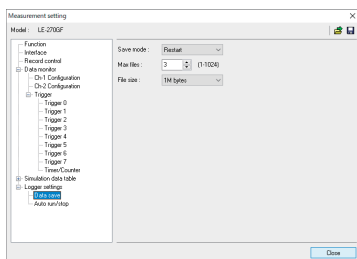 Measurement setting
Model : LE-270GF
Function
Interface
Record control
Data monitor
Ch-1 Configuration
Ch-2 Configuration
Trigger
Trigger 0
Trigger 1
Trigger 2
Trigger 3
Trigger 4
Trigger 5
Trigger 6
Trigger 7
Timer/Counter
Simulation data table
Logger settings
Data save
Auto run/stop
Save mode : Restart
Max files : 3 (1-1024)
File size : 1M bytes
Close